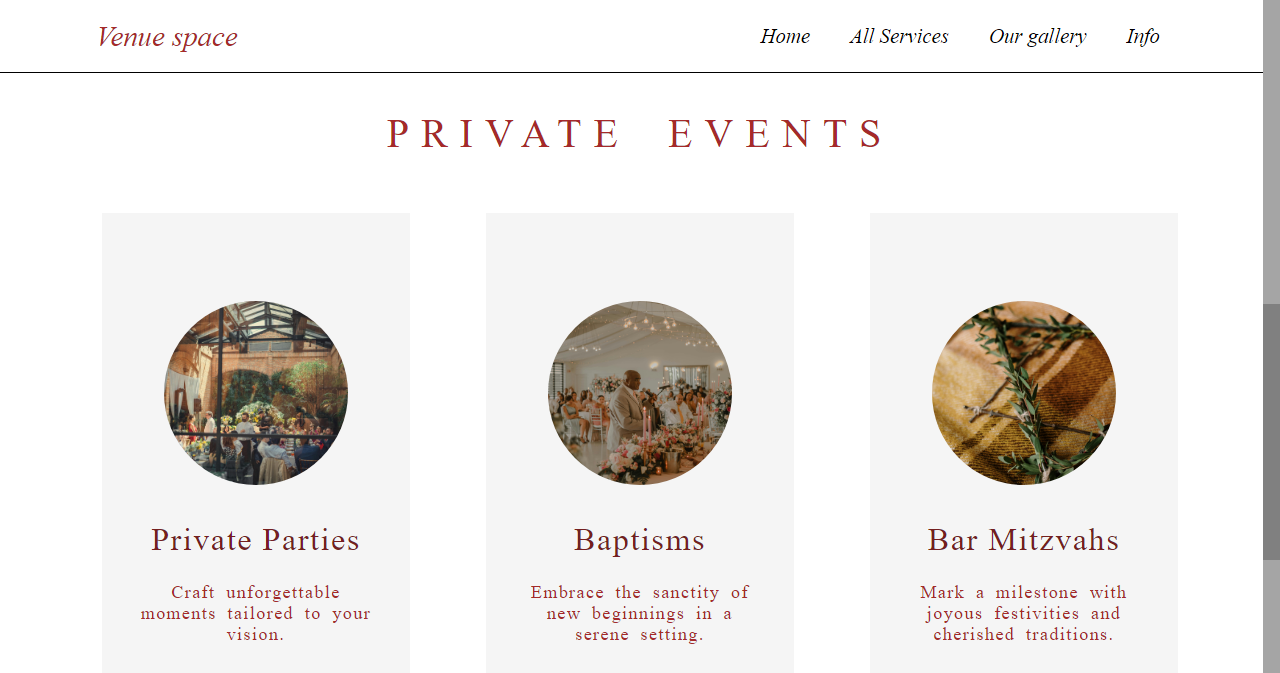 Venue space
Home All Services Our gallery Info
PRIVATE EVENTS
Private Parties
Craft unforgettable
moments tailored to your
vision.
Baptisms
Embrace the sanctity of
new beginnings in a
serene setting.
Bar Mitzvahs
Mark a milestone with
joyous festivities and
cherished traditions.